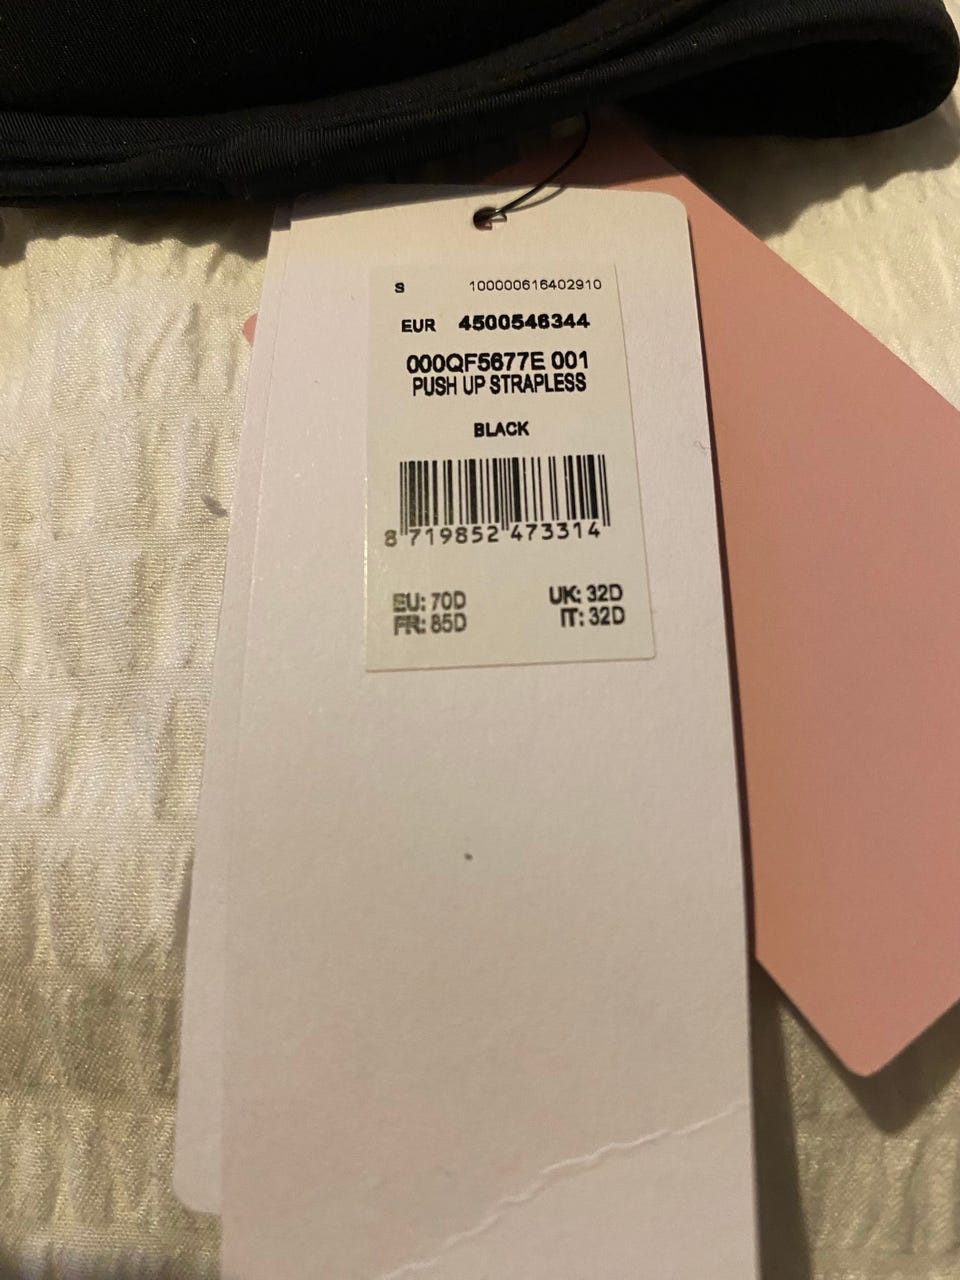 S 100000616402910
EUR 4500546344
000QF5677E 001
PUSH UP STRAPLESS
BLACK
8 719852 473314
EU: 70D UK: 32D
FR: 85D IT: 32D